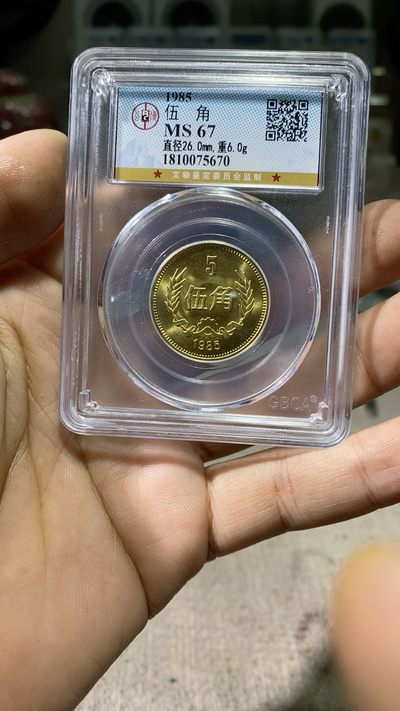 1985
伍 角
MS 67
直径26.0mm,重6.0g
1810075670
★ 文物鉴定委员会监制 ★
5
伍角
1985
GBCA®